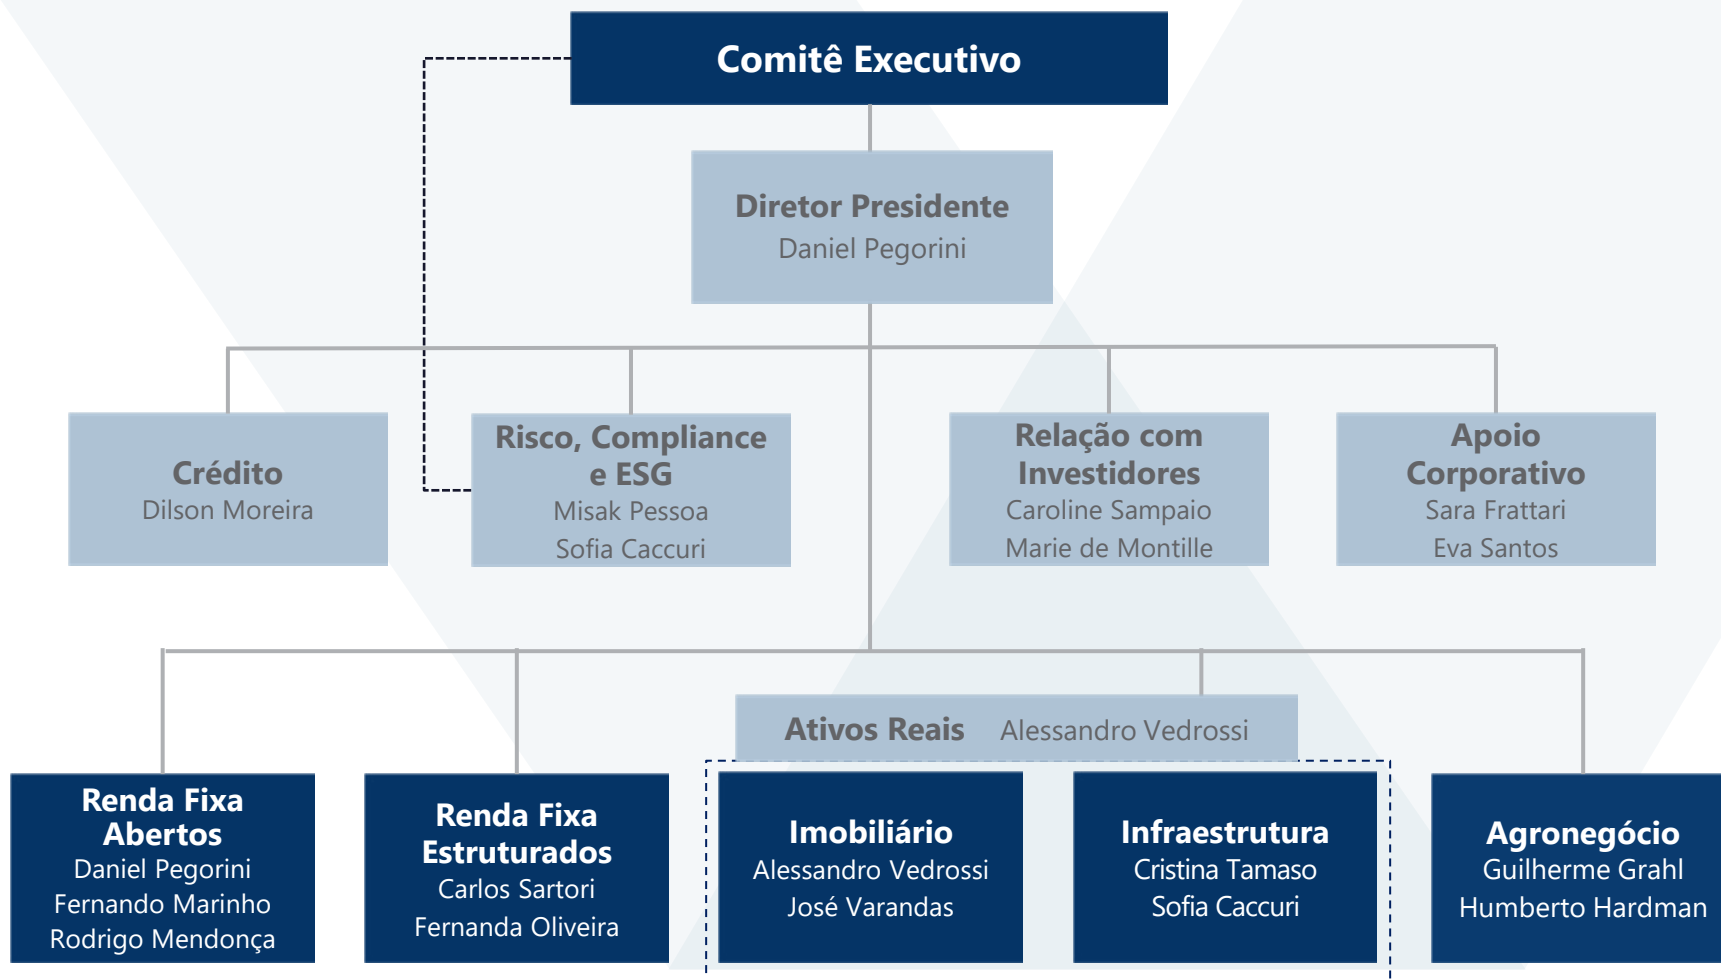 Comitê Executivo
Diretor Presidente
Daniel Pegorini
Crédito
Dilson Moreira
Risco, Compliance
e ESG
Misak Pessoa
Sofia Caccuri
Relação com
Investidores
Caroline Sampaio
Marie de Montille
Apoio
Corporativo
Sara Frattari
Eva Santos
Ativos Reais Alessandro Vedrossi
Renda Fixa
Abertos
Daniel Pegorini
Fernando Marinho
Rodrigo Mendonça
Renda Fixa
Estruturados
Carlos Sartori
Fernanda Oliveira
Imobiliário
Alessandro Vedrossi
José Varandas
Infraestrutura
Cristina Tamaso
Sofia Caccuri
Agronegócio
Guilherme Grahl
Humberto Hardman